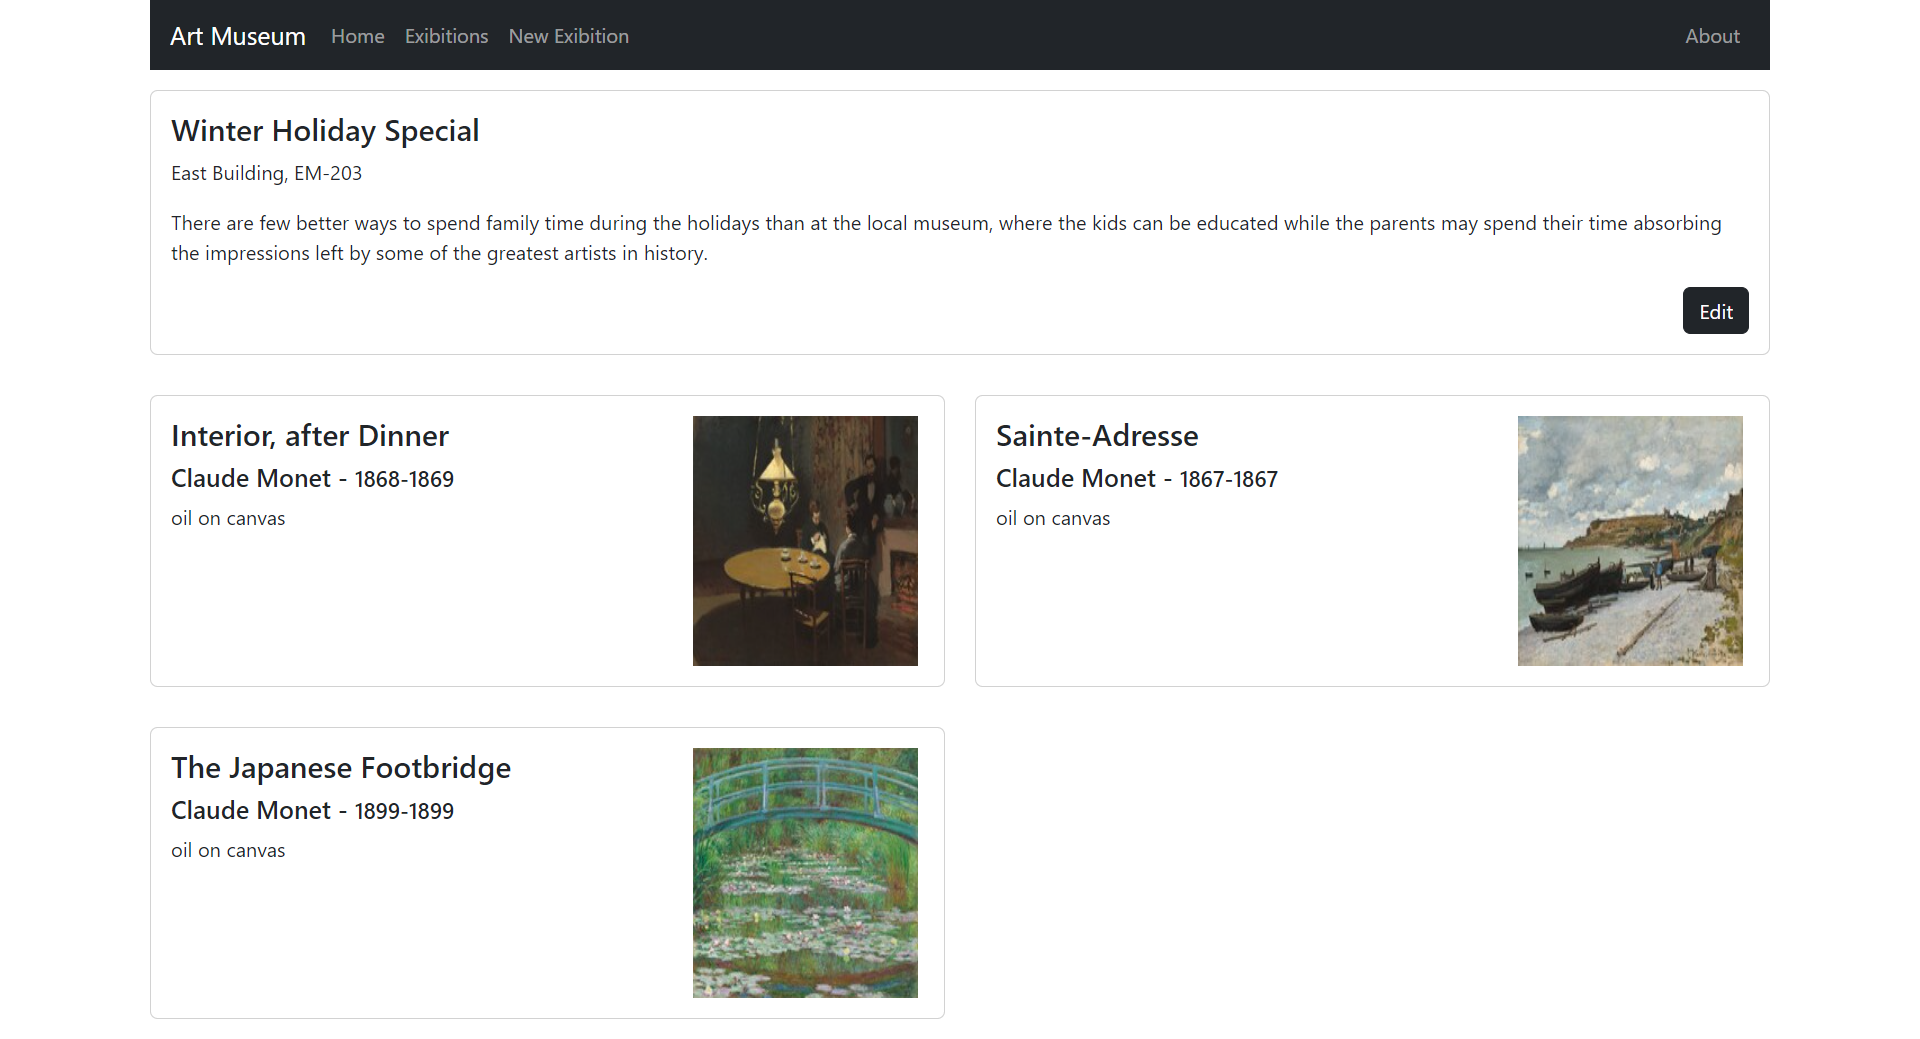 Art Museum Home Exibitions New Exibition About
Winter Holiday Special
East Building, EM-203
There are few better ways to spend family time during the holidays than at the local museum, where the kids can be educated while the parents may spend their time absorbing
the impressions left by some of the greatest artists in history.
Edit
Interior, after Dinner
Claude Monet - 1868-1869
oil on canvas
Sainte-Adresse
Claude Monet - 1867-1867
oil on canvas
The Japanese Footbridge
Claude Monet - 1899-1899
oil on canvas